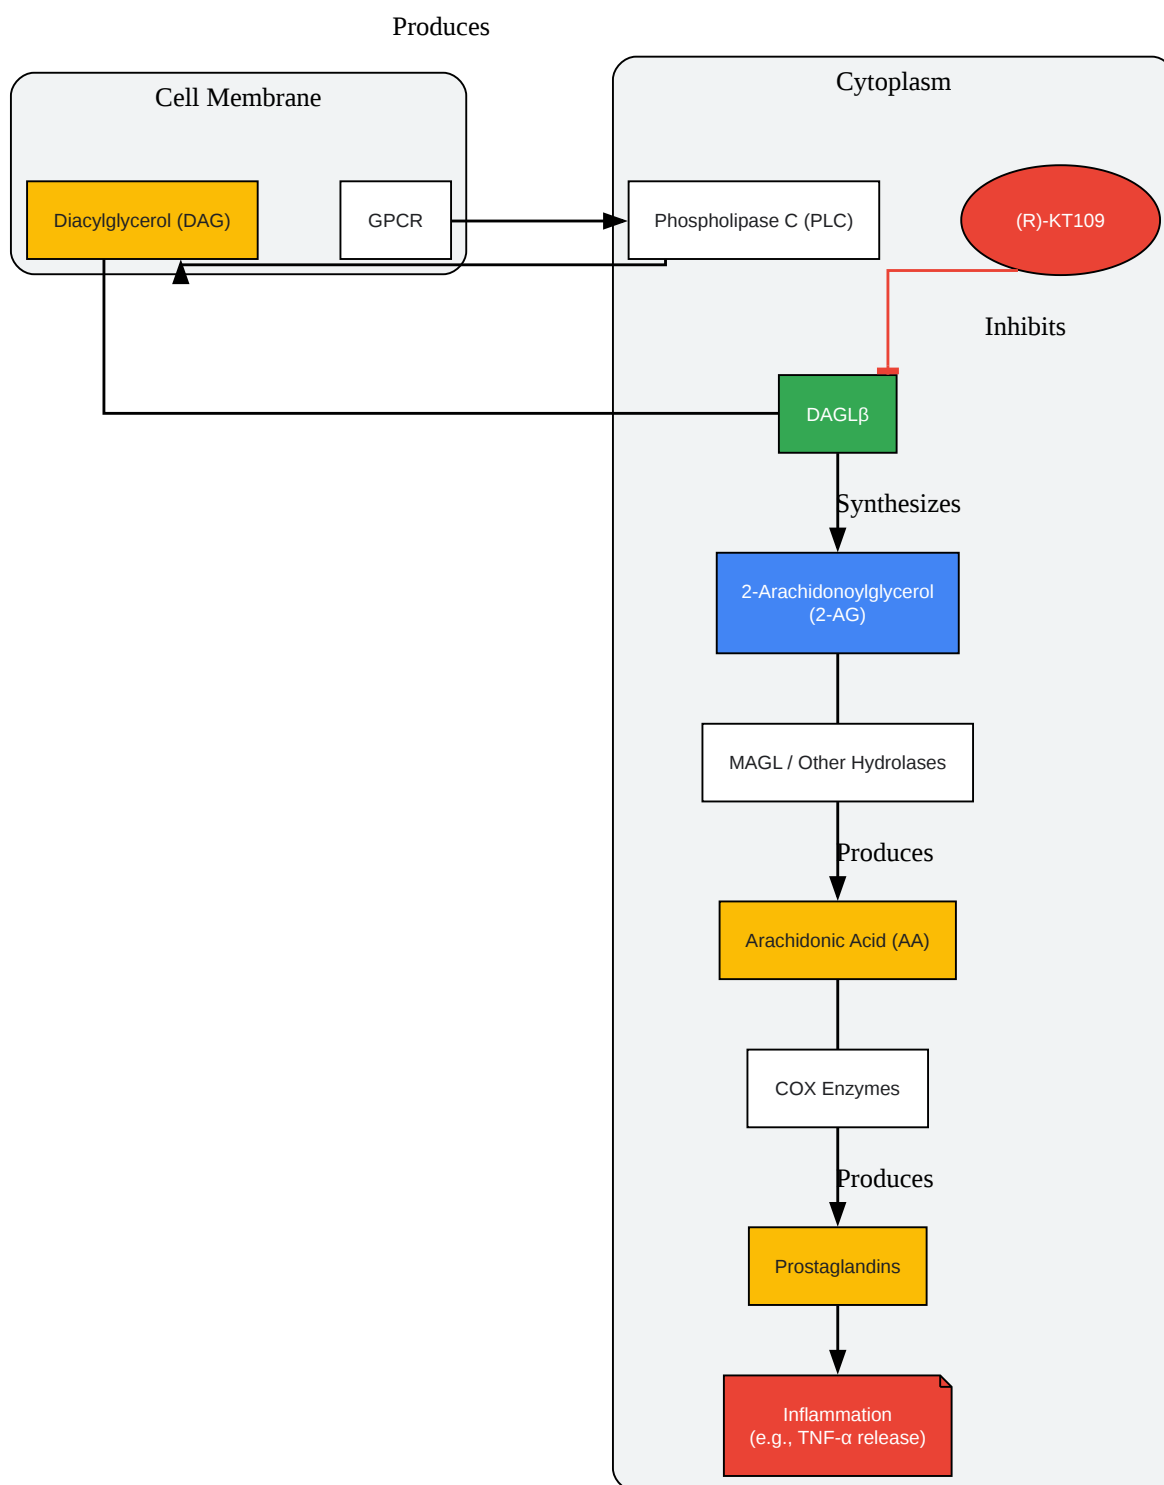 Produces
Cell Membrane
Cytoplasm
Diacylglycerol (DAG)
GPCR
Phospholipase C (PLC)
(R)-KT109
Inhibits
DAGLβ
Synthesizes
2-Arachidonoylglycerol
(2-AG)
MAGL / Other Hydrolases
Produces
Arachidonic Acid (AA)
COX Enzymes
Produces
Prostaglandins
Inflammation
(e.g., TNF-α release)